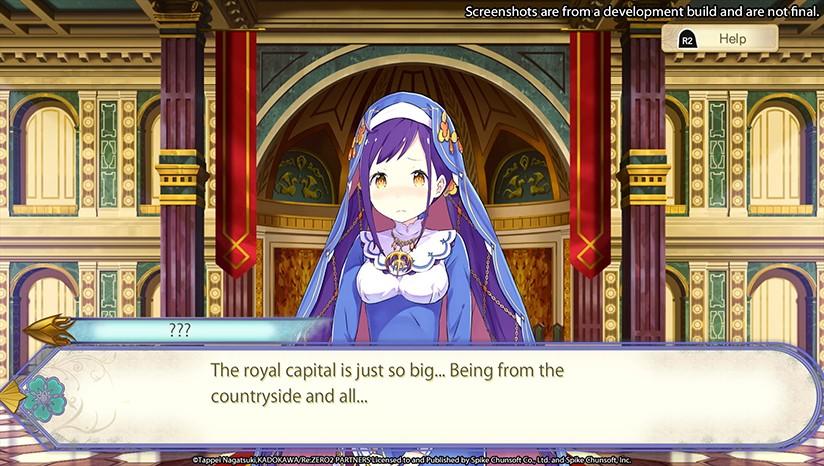 Screenshots are from a development build and are not final.
R2 Help
???
The royal capital is just so big... Being from the
countryside and all...
©Tappei Nagatsuki,KADOKAWA/Re:ZERO2 PARTNERS Licensed to and Published by Spike Chunsoft Co., Ltd. and Spike Chunsoft, Inc.